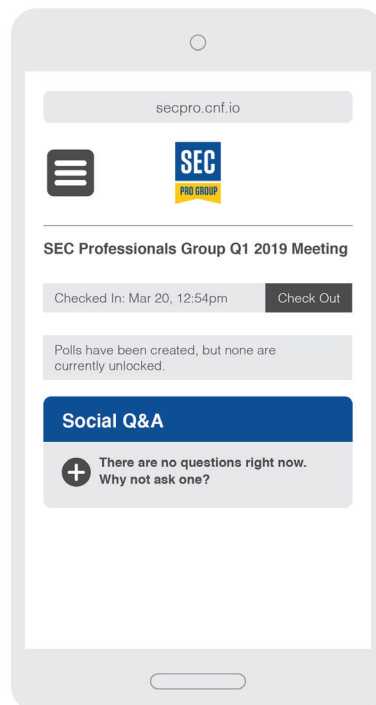 secpro.cnf.io
SEC
PRO GROUP
SEC Professionals Group Q1 2019 Meeting
Checked In: Mar 20, 12:54pm Check Out
Polls have been created, but none are
currently unlocked.
Social Q&A
There are no questions right now.
Why not ask one?